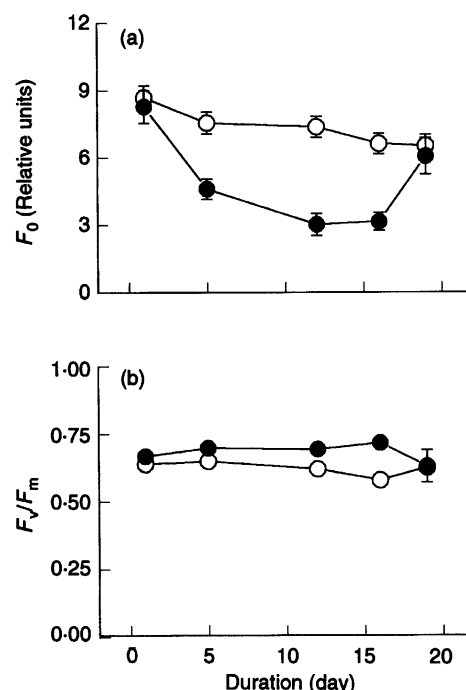 (a)
12
9
6
3
0
F₀ (Relative units)
(b)
1·00
0·75
0·50
0·25
0·00
Fᵥ/Fₘ
0 5 10 15 20
Duration (day)